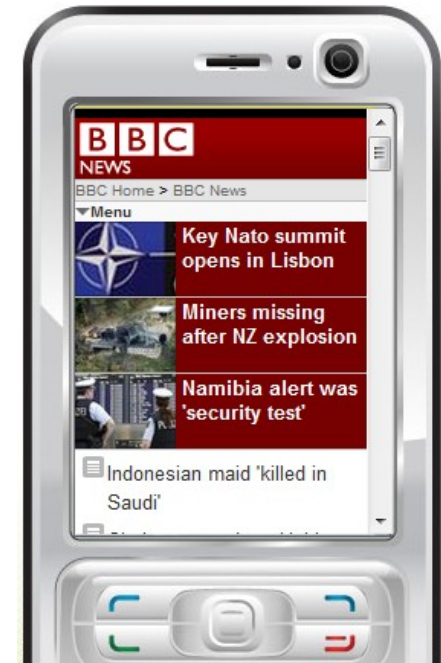 BBC
NEWS
BBC Home > BBC News
Menu
Key Nato summit
opens in Lisbon
Miners missing
after NZ explosion
Namibia alert was
'security test'
Indonesian maid 'killed in
Saudi'